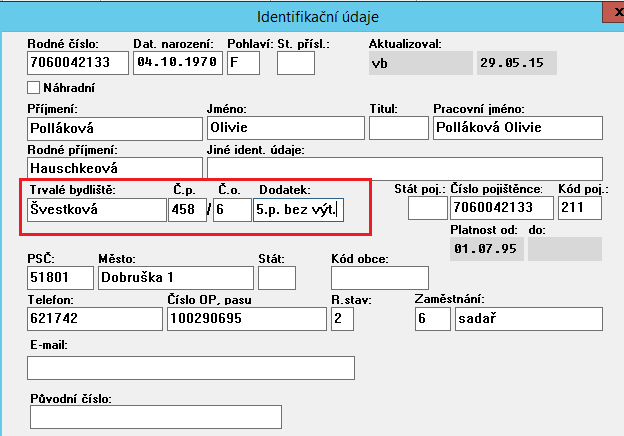 Identifikační údaje x
Rodné číslo: Dat. narození: Pohlaví: St. přísl.: Aktualizoval:
7060042133 04.10.1970 F vb 29.05.15
Náhradní
Příjmení: Jméno: Titul: Pracovní jméno:
Polláková Olivie Polláková Olivie
Rodné příjmení: Jiné ident. údaje:
Hauschkeová
Trvalé bydliště: Č.p. Č.o. Dodatek: Stát poj.: Číslo pojištěnce: Kód poj.:
Švestková 458 / 6 5.p. bez výt. 7060042133 211
Platnost od: do:
01.07.95
PSČ: Město: Stát: Kód obce:
51801 Dobruška 1
Telefon: Číslo OP, pasu R.stav: Zaměstnání:
621742 100290695 2 6 sadař
E-mail:
Původní číslo: